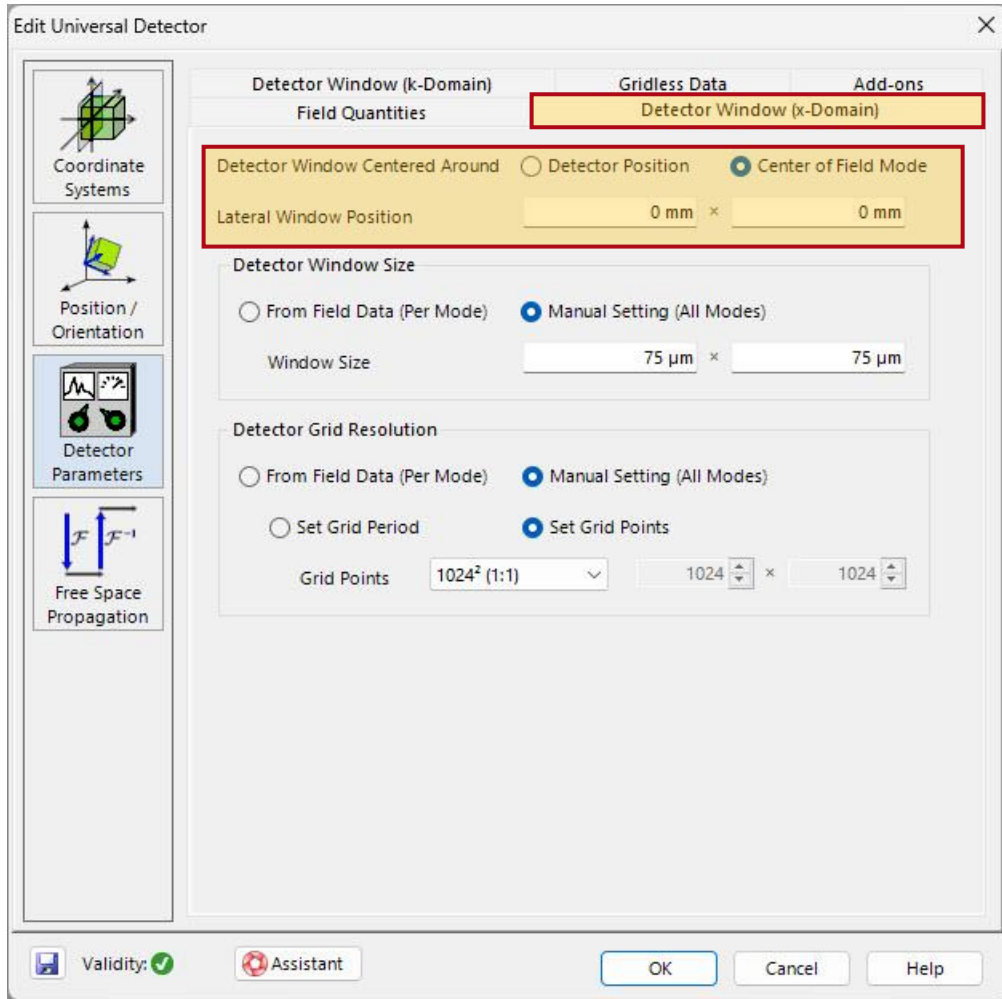 Edit Universal Detector
Detector Window (k-Domain) Gridless Data Add-ons
Field Quantities Detector Window (x-Domain)
Coordinate
Systems
Position /
Orientation
Detector
Parameters
F F⁻¹
Free Space
Propagation
Detector Window Centered Around Detector Position Center of Field Mode
Lateral Window Position 0 mm × 0 mm
Detector Window Size
From Field Data (Per Mode) Manual Setting (All Modes)
Window Size 75 µm × 75 µm
Detector Grid Resolution
From Field Data (Per Mode) Manual Setting (All Modes)
Set Grid Period Set Grid Points
Grid Points 1024² (1:1) 1024 × 1024
Validity: Assistant OK Cancel Help